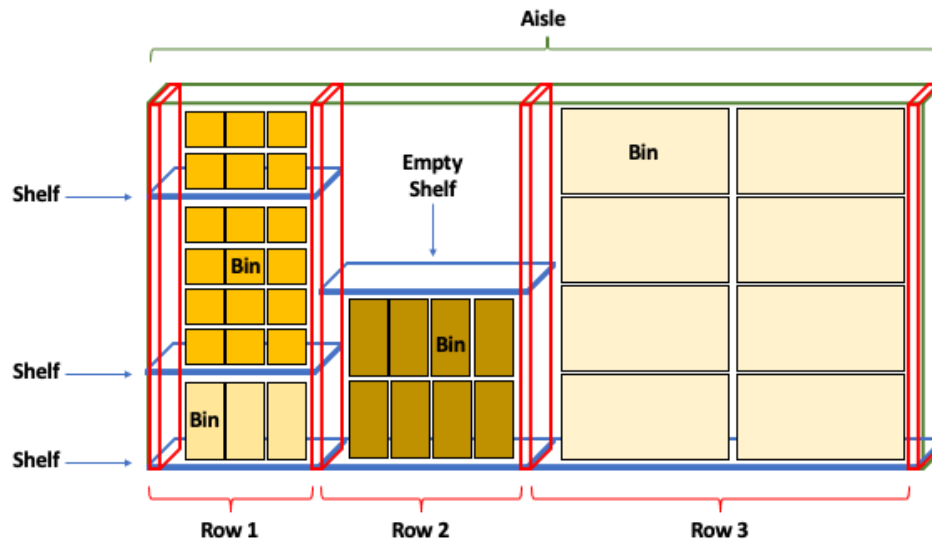 Aisle
Bin
Empty
Shelf
Shelf
Bin
Bin
Shelf
Bin
Shelf
Row 1
Row 2
Row 3